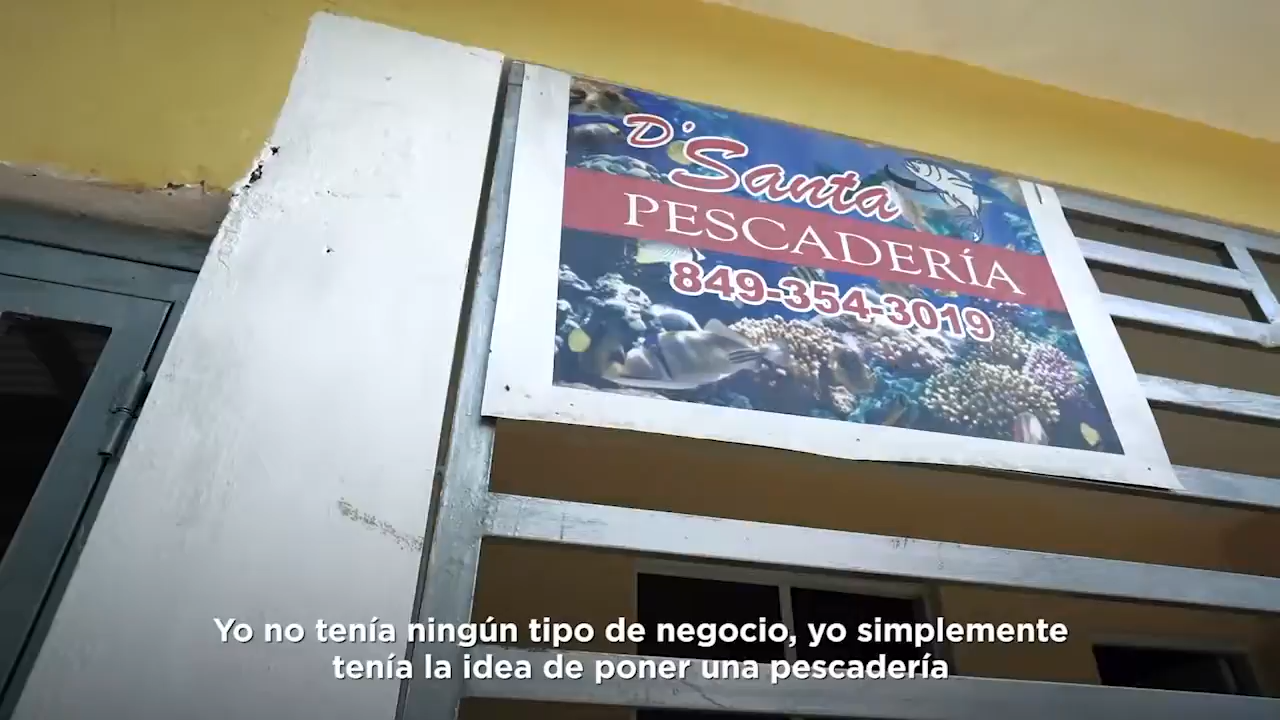 D' Santa
PESCADERÍA
849-354-3019
Yo no tenía ningún tipo de negocio, yo simplemente
tenía la idea de poner una pescadería